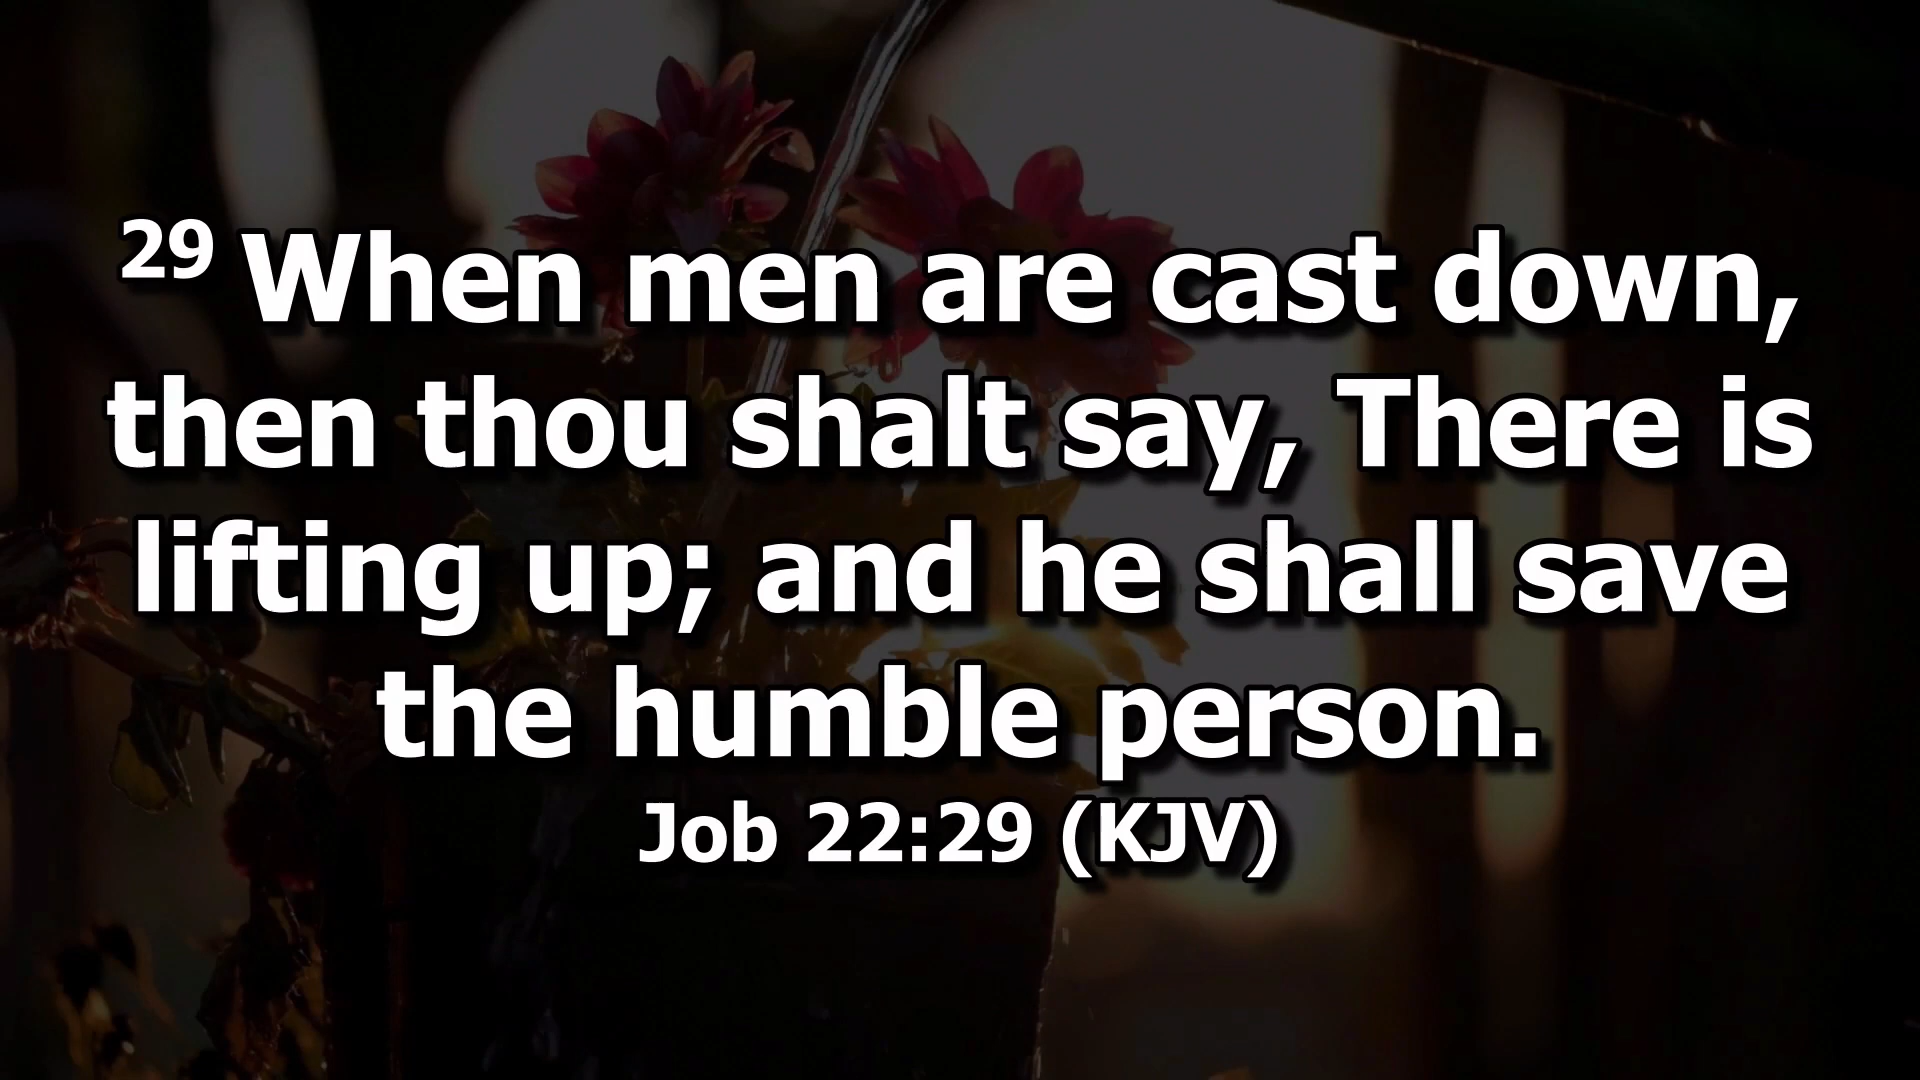 29 When men are cast down,
then thou shalt say, There is
lifting up; and he shall save
the humble person.
Job 22:29 (KJV)